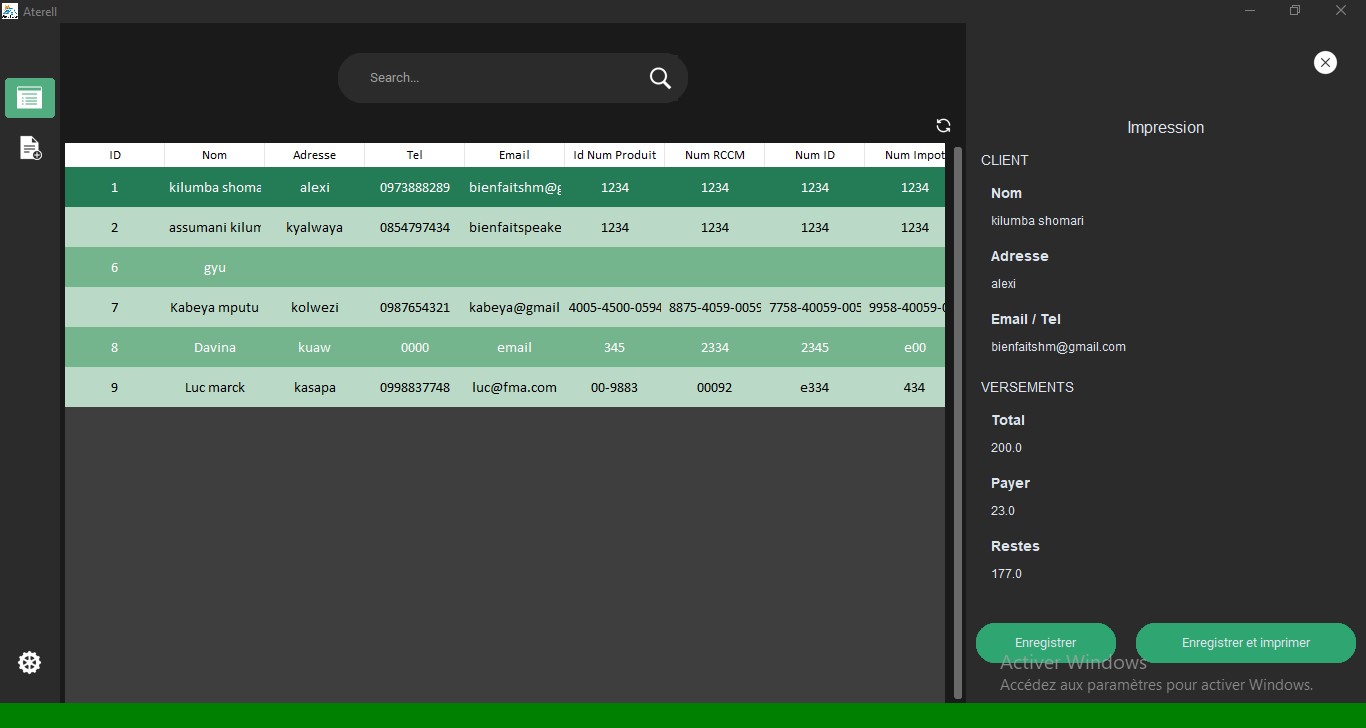 Aterell
Search...
ID Nom Adresse Tel Email Id Num Produit Num RCCM Num ID Num Impot
1 kilumba shoma alexi 0973888289 bienfaitshm@g 1234 1234 1234 1234
2 assumani kilum kyalwaya 0854797434 bienfaitspeake 1234 1234 1234 1234
6 gyu
7 Kabeya mputu kolwezi 0987654321 kabeya@gmail 4005-4500-0594 8875-4059-0059 7758-40059-005 9958-40059-0
8 Davina kuaw 0000 email 345 2334 2345 e00
9 Luc marck kasapa 0998837748 luc@fma.com 00-9883 00092 e334 434
Impression
CLIENT
Nom
kilumba shomari
Adresse
alexi
Email / Tel
bienfaitshm@gmail.com
VERSEMENTS
Total
200.0
Payer
23.0
Restes
177.0
Enregistrer Enregistrer et imprimer
Activer Windows
Accédez aux paramètres pour activer Windows.